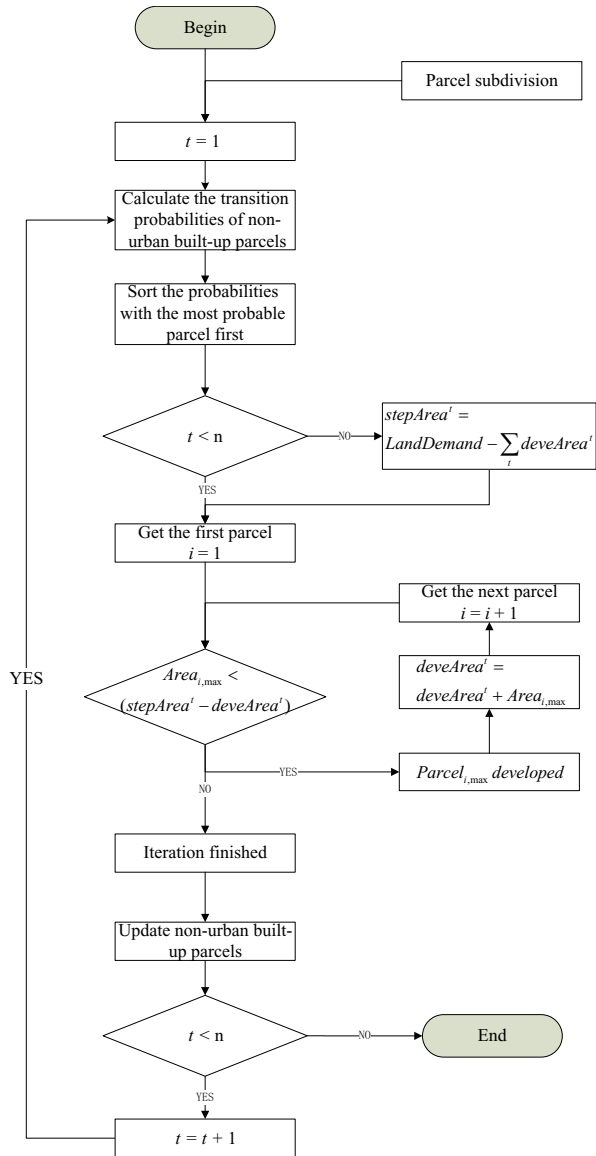 Begin
Parcel subdivision
t = 1
Calculate the transition
probabilities of non-
urban built-up parcels
Sort the probabilities
with the most probable
parcel first
t < n
NO
stepArea^t =
LandDemand − ∑_t deveArea^t
YES
Get the first parcel
i = 1
Get the next parcel
i = i + 1
Area_{i,max} <
(stepArea^t − deveArea^t)
deveArea^t =
deveArea^t + Area_{i,max}
YES
YES
Parcel_{i,max} developed
NO
Iteration finished
Update non-urban built-
up parcels
t < n
NO
End
YES
t = t + 1